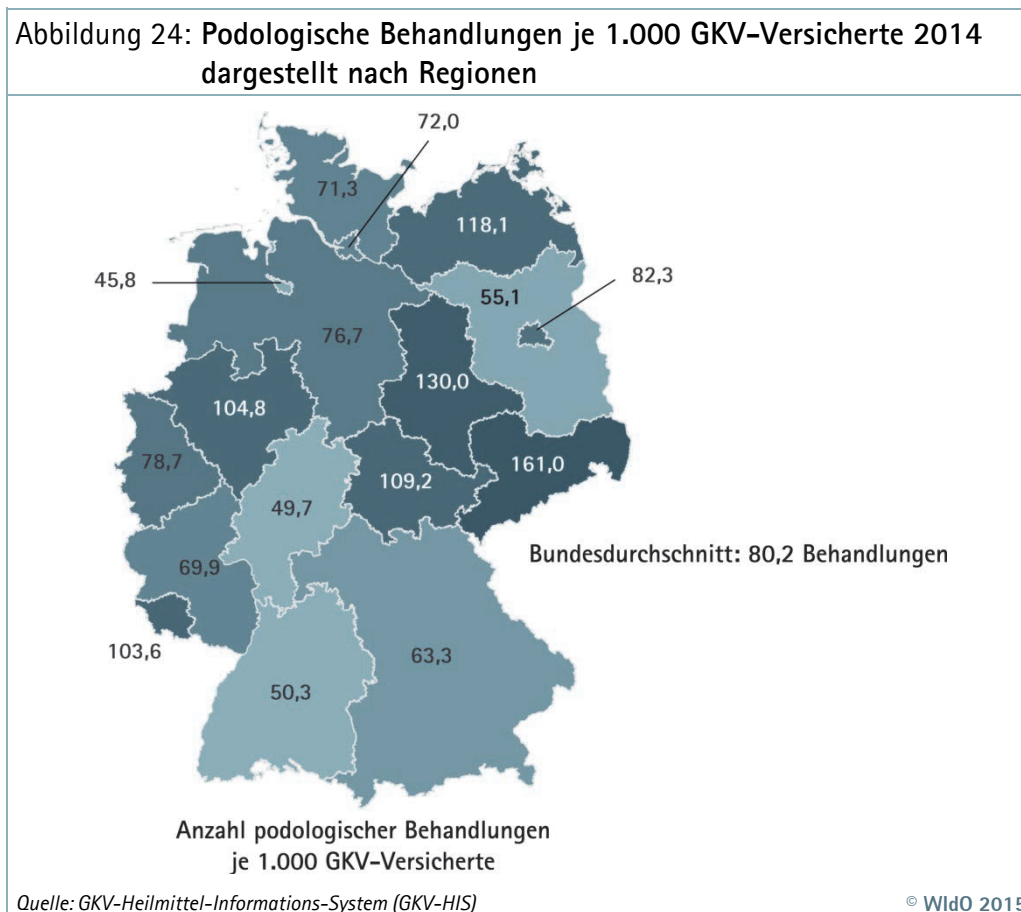 Abbildung 24: Podologische Behandlungen je 1.000 GKV-Versicherte 2014
dargestellt nach Regionen
72,0
71,3
118,1
45,8
82,3
55,1
76,7
130,0
104,8
161,0
78,7
109,2
49,7
Bundesdurchschnitt: 80,2 Behandlungen
69,9
103,6
63,3
50,3
Anzahl podologischer Behandlungen
je 1.000 GKV-Versicherte
Quelle: GKV-Heilmittel-Informations-System (GKV-HIS)
© WIdO 2015